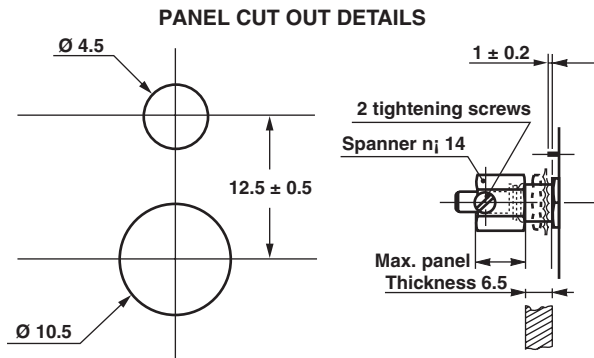 PANEL CUT OUT DETAILS
Ø 4.5
1 ± 0.2
2 tightening screws
Spanner n¡ 14
12.5 ± 0.5
Max. panel
Thickness 6.5
Ø 10.5